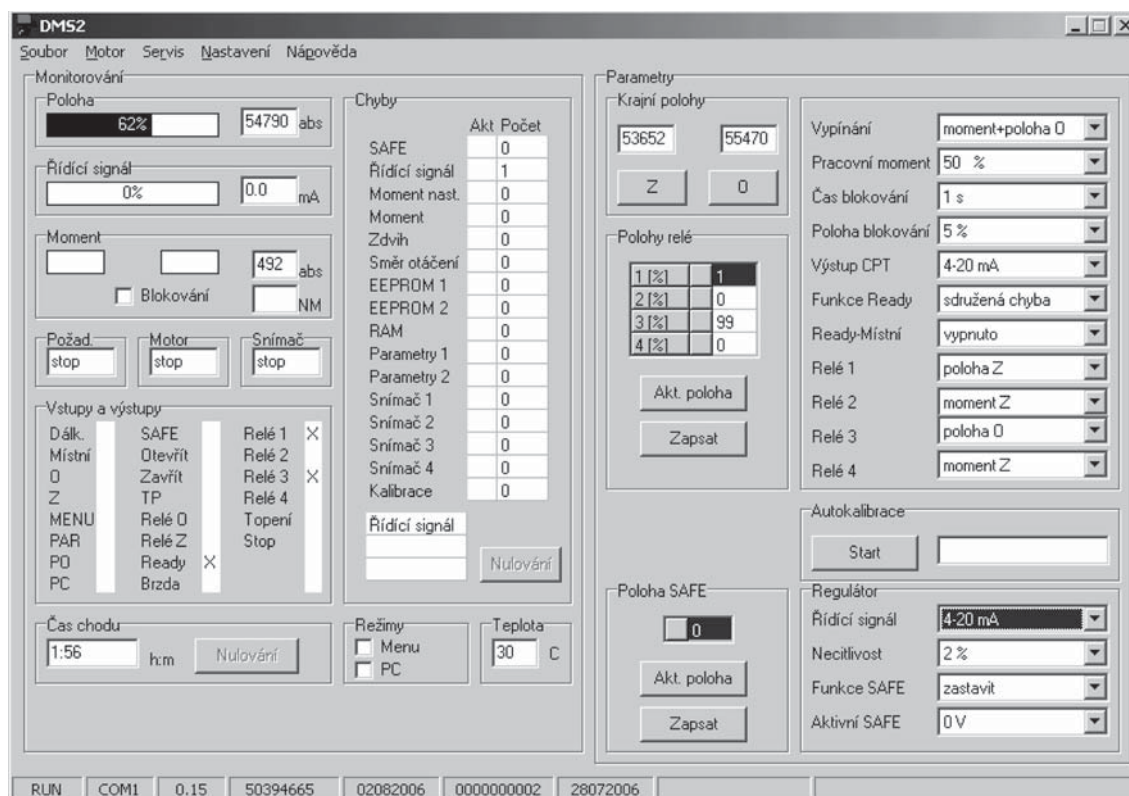 DMS2
Soubor Motor Servis Nastavení Nápověda
Monitorování
Poloha
62% 54790 abs
Řídící signál
0% 0.0 mA
Moment
492 abs
Blokování NM
Požad. Motor Snímač
stop stop stop
Vstupy a výstupy
Dálk. SAFE Relé 1 X
Místní Otevřít Relé 2
O Zavřít Relé 3 X
Z TP Relé 4
MENU Relé O Topení
PAR Relé Z Stop
PO Ready X
PC Brzda
Čas chodu
1:56 h:m Nulování
Chyby
Akt Počet
SAFE 0
Řídící signál 1
Moment nast. 0
Moment 0
Zdvih 0
Směr otáčení 0
EEPROM 1 0
EEPROM 2 0
RAM 0
Parametry 1 0
Parametry 2 0
Snímač 1 0
Snímač 2 0
Snímač 3 0
Snímač 4 0
Kalibrace 0
Řídící signál
Nulování
Režimy
Menu
PC
Teplota
30 C
Parametry
Krajní polohy
53652 55470
Z O
Polohy relé
1 [%] 1
2 [%] 0
3 [%] 99
4 [%] 0
Akt. poloha
Zapsat
Poloha SAFE
0
Akt. poloha
Zapsat
Vypínání moment+poloha O
Pracovní moment 50 %
Čas blokování 1 s
Poloha blokování 5 %
Výstup CPT 4-20 mA
Funkce Ready sdružená chyba
Ready-Místní vypnuto
Relé 1 poloha Z
Relé 2 moment Z
Relé 3 poloha O
Relé 4 moment Z
Autokalibrace
Start
Regulátor
Řídící signál 4-20 mA
Necitlivost 2 %
Funkce SAFE zastavit
Aktivní SAFE 0 V
RUN COM1 0.15 50394665 02082006 0000000002 28072006